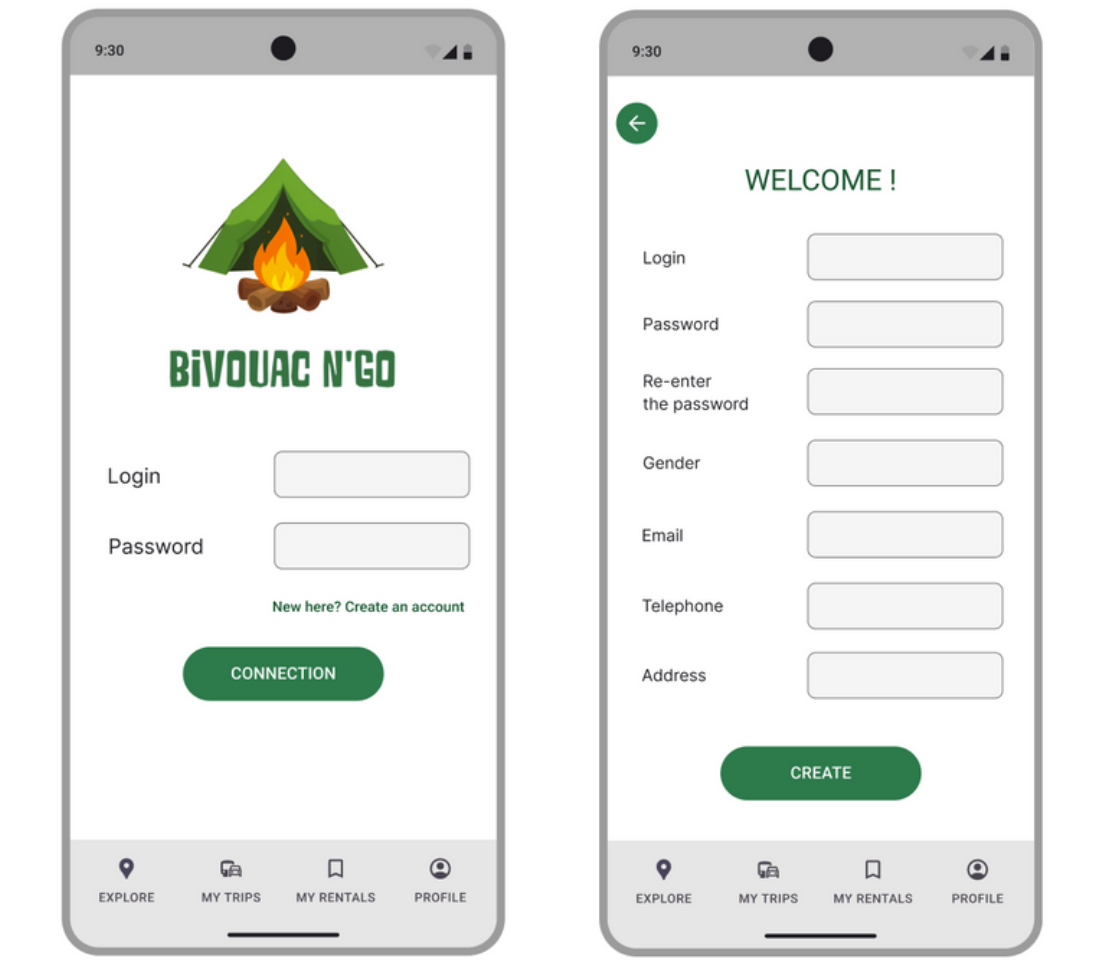 9:30
BiVOUAC N'GO
Login
Password
New here? Create an account
CONNECTION
EXPLORE MY TRIPS MY RENTALS PROFILE
9:30
WELCOME !
Login
Password
Re-enter
the password
Gender
Email
Telephone
Address
CREATE
EXPLORE MY TRIPS MY RENTALS PROFILE